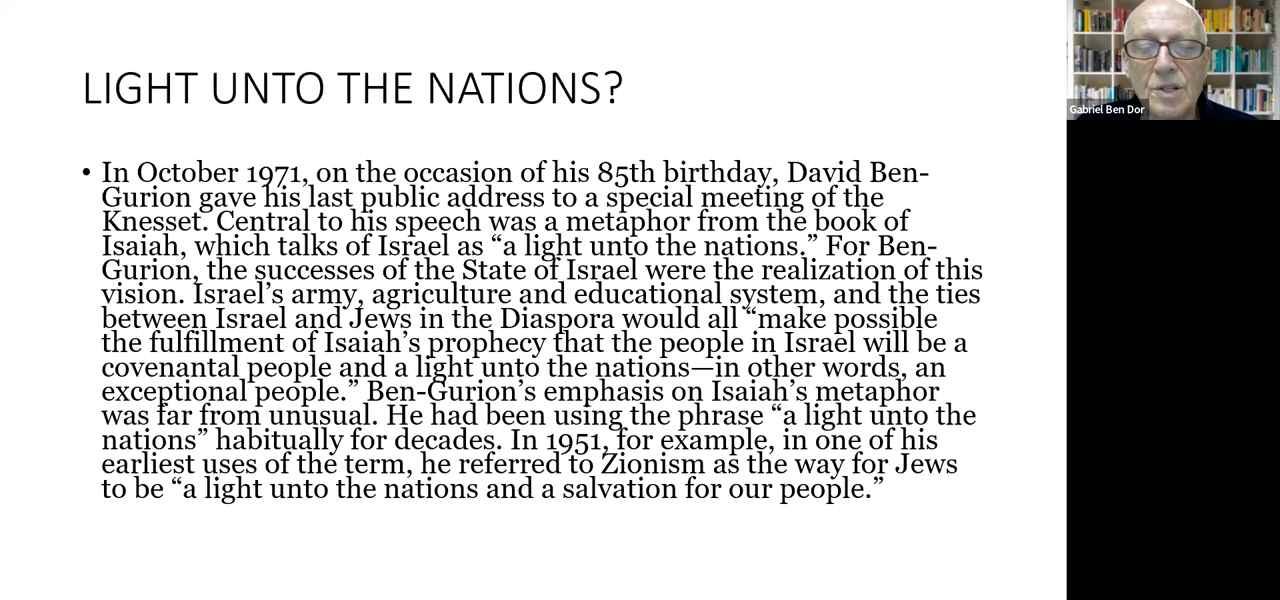 LIGHT UNTO THE NATIONS?
Gabriel Ben Dor
• In October 1971, on the occasion of his 85th birthday, David Ben-
Gurion gave his last public address to a special meeting of the
Knesset. Central to his speech was a metaphor from the book of
Isaiah, which talks of Israel as “a light unto the nations.” For Ben-
Gurion, the successes of the State of Israel were the realization of this
vision. Israel’s army, agriculture and educational system, and the ties
between Israel and Jews in the Diaspora would all “make possible
the fulfillment of Isaiah’s prophecy that the people in Israel will be a
covenantal people and a light unto the nations—in other words, an
exceptional people.” Ben-Gurion’s emphasis on Isaiah’s metaphor
was far from unusual. He had been using the phrase “a light unto the
nations” habitually for decades. In 1951, for example, in one of his
earliest uses of the term, he referred to Zionism as the way for Jews
to be “a light unto the nations and a salvation for our people.”